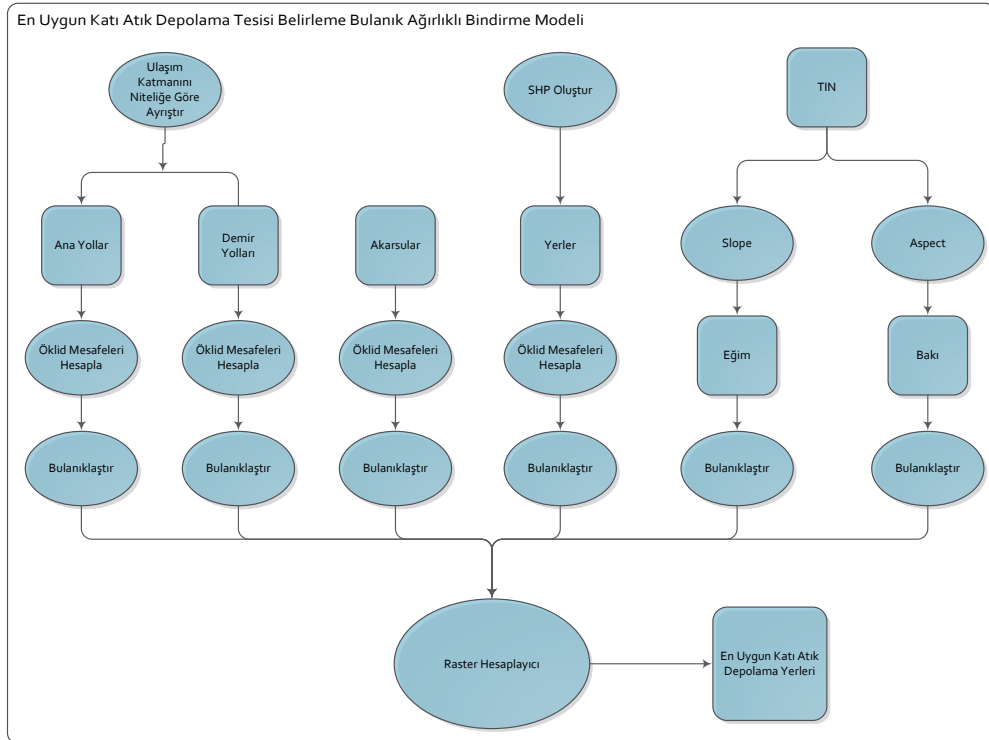 En Uygun Katı Atık Depolama Tesisi Belirleme Bulanık Ağırlıklı Bindirme Modeli
Ulaşım
Katmanını
Niteliğe Göre
Ayrıştır
SHP Oluştur
TIN
Ana Yollar
Demir
Yolları
Akarsular
Yerler
Slope
Aspect
Öklid Mesafeleri
Hesapla
Öklid Mesafeleri
Hesapla
Öklid Mesafeleri
Hesapla
Öklid Mesafeleri
Hesapla
Eğim
Bakı
Bulanıklaştır
Bulanıklaştır
Bulanıklaştır
Bulanıklaştır
Bulanıklaştır
Bulanıklaştır
Raster Hesaplayıcı
En Uygun Katı Atık
Depolama Yerleri